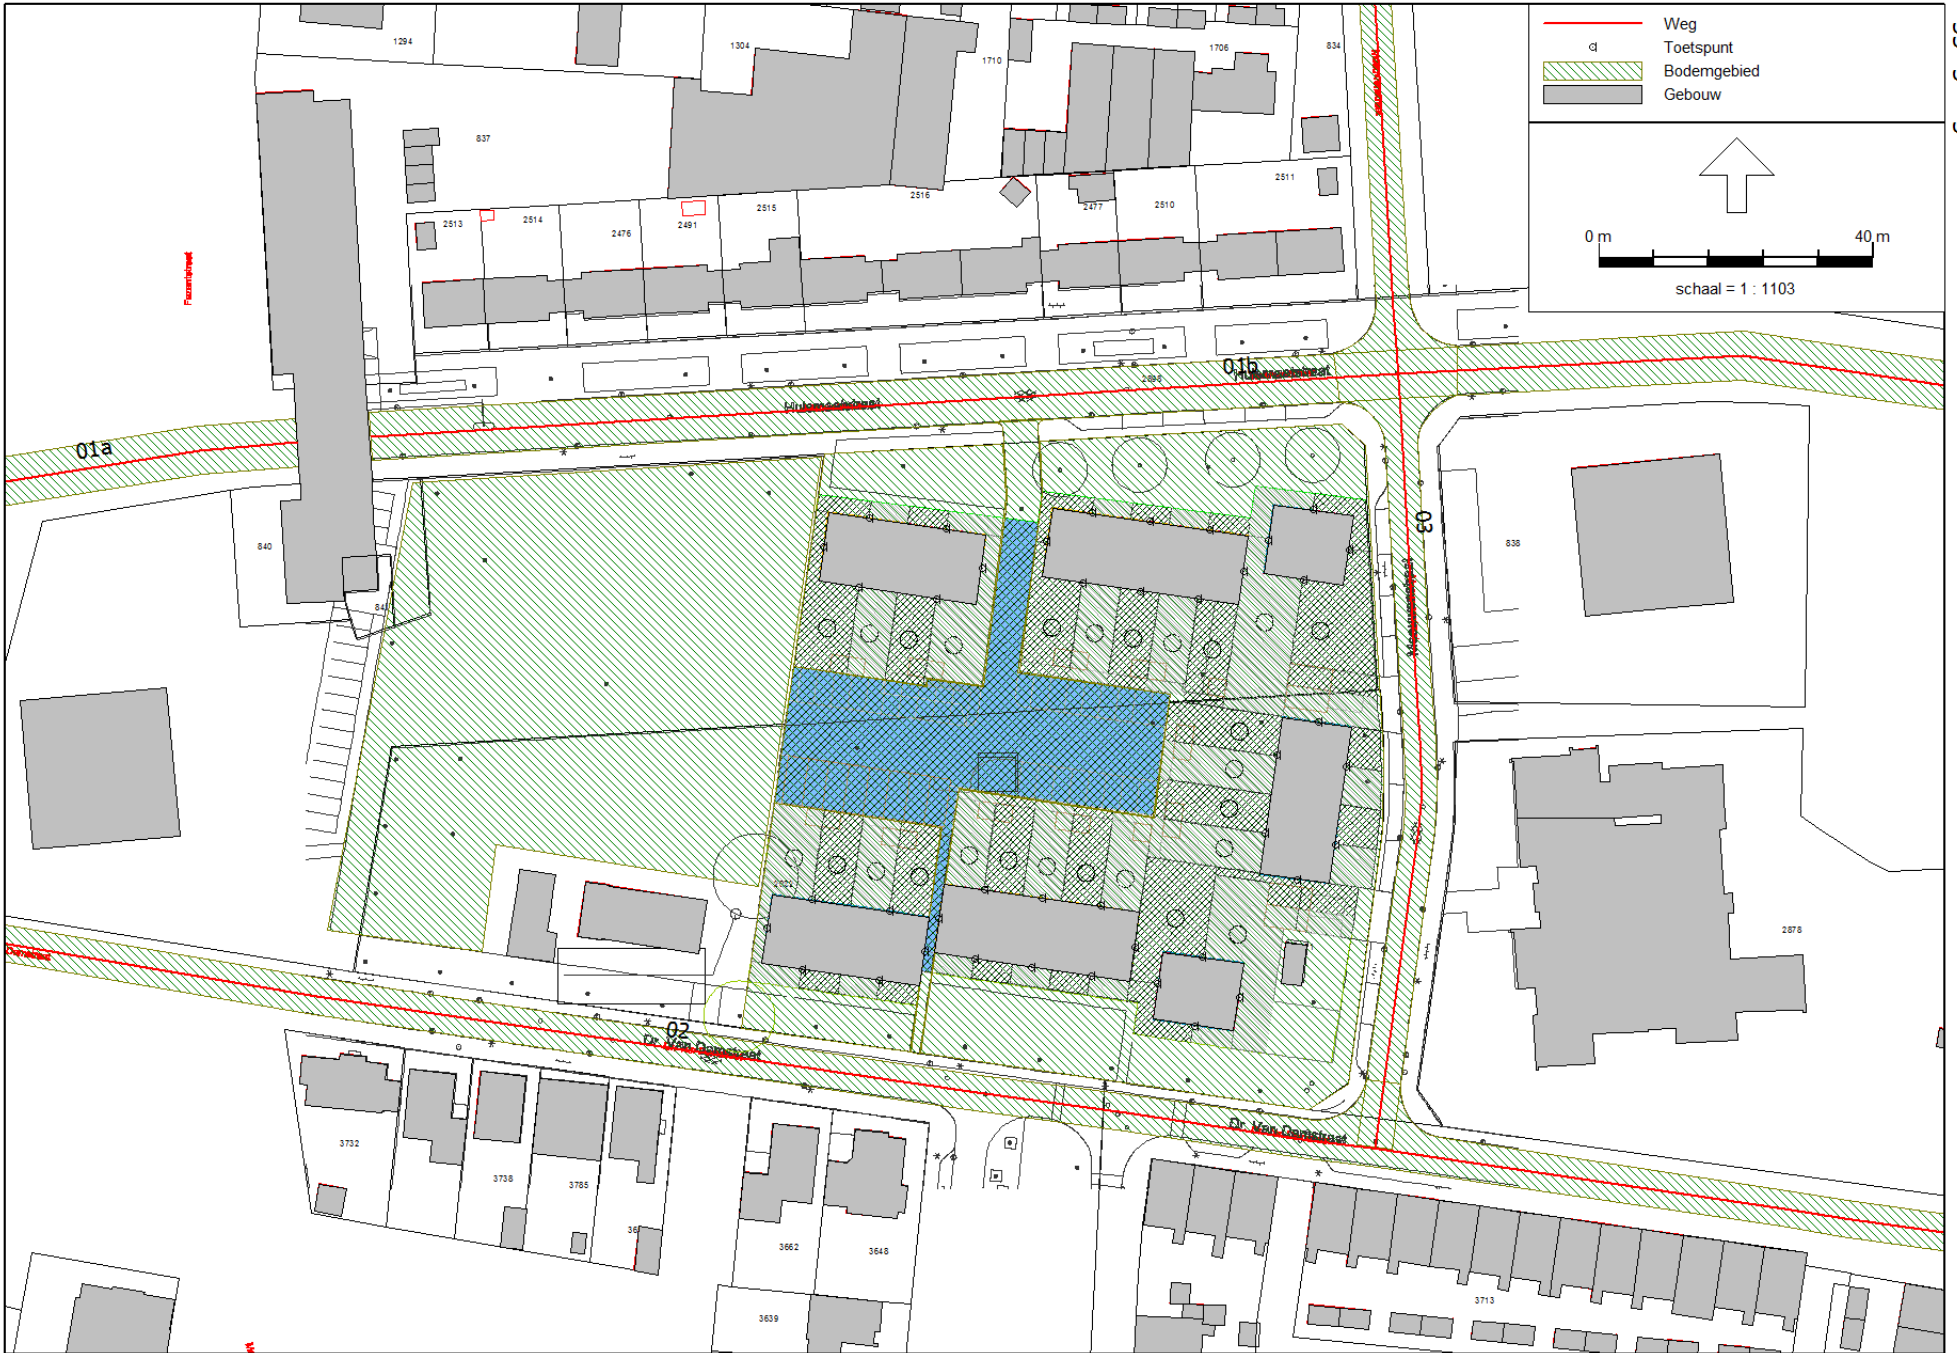 Weg
Toetspunt
Bodemgebied
Gebouw
0 m
40 m
schaal = 1 : 1103
1294
1304
1710
1706
834
837
2513
2514
2476
2491
2515
2516
2477
2510
2511
01b
2898
01a
03
840
838
2878
02
Dr. Van Damstraat
Dr. Van Damstraat
3732
3738
3785
3662
3648
3639
3713